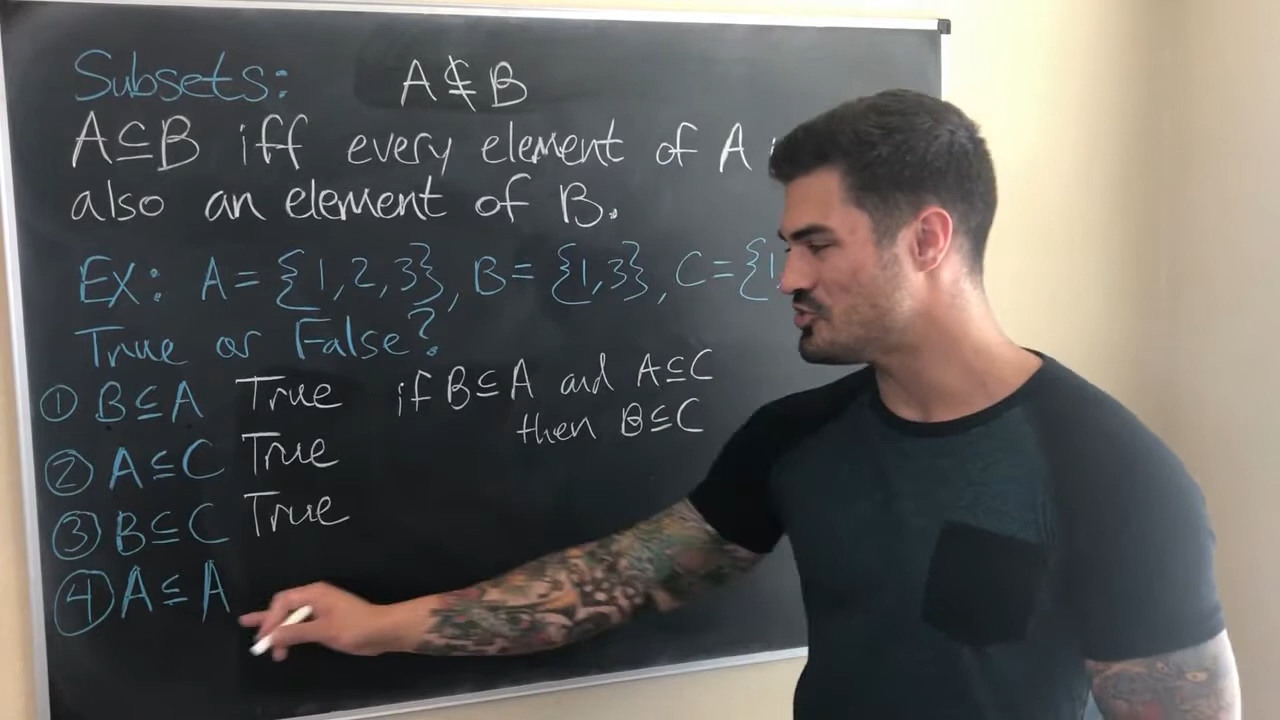 Subsets: A ⊈ B
A ⊆ B iff every element of A
also an element of B.
Ex: A = {1,2,3}, B = {1,3}, C = {1
True or False?
① B ⊆ A True if B ⊆ A and A ⊆ C
then B ⊆ C
② A ⊆ C True
③ B ⊆ C True
④ A ⊆ A